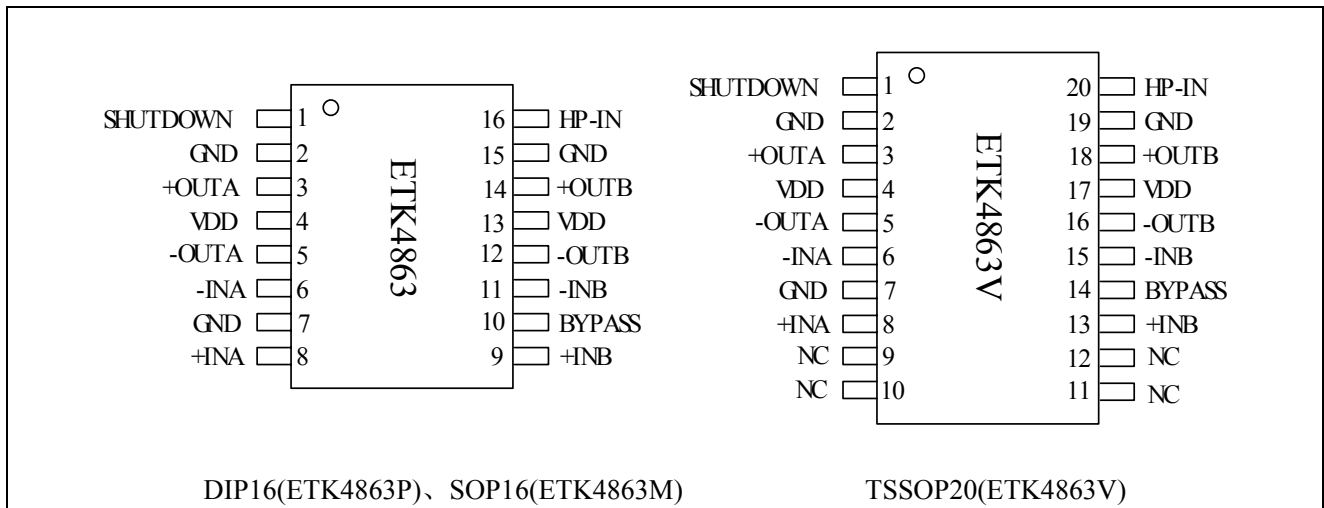 SHUTDOWN 1 16 HP-IN
GND 2 15 GND
+OUTA 3 14 +OUTB
VDD 4 13 VDD
-OUTA 5 12 -OUTB
-INA 6 11 -INB
GND 7 10 BYPASS
+INA 8 9 +INB
ETK4863
DIP16(ETK4863P)、SOP16(ETK4863M)
SHUTDOWN 1 20 HP-IN
GND 2 19 GND
+OUTA 3 18 +OUTB
VDD 4 17 VDD
-OUTA 5 16 -OUTB
-INA 6 15 -INB
GND 7 14 BYPASS
+INA 8 13 +INB
NC 9 12 NC
NC 10 11 NC
ETK4863V
TSSOP20(ETK4863V)